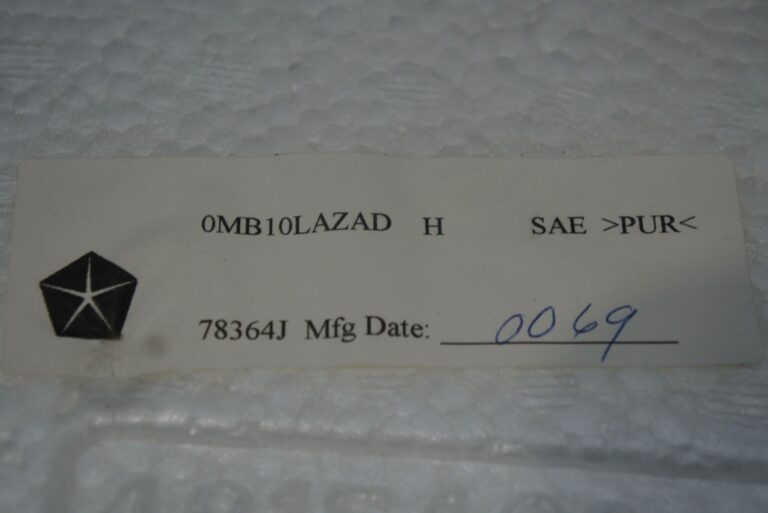 0MB10LAZAD H SAE >PUR<
78364J Mfg Date: 0069